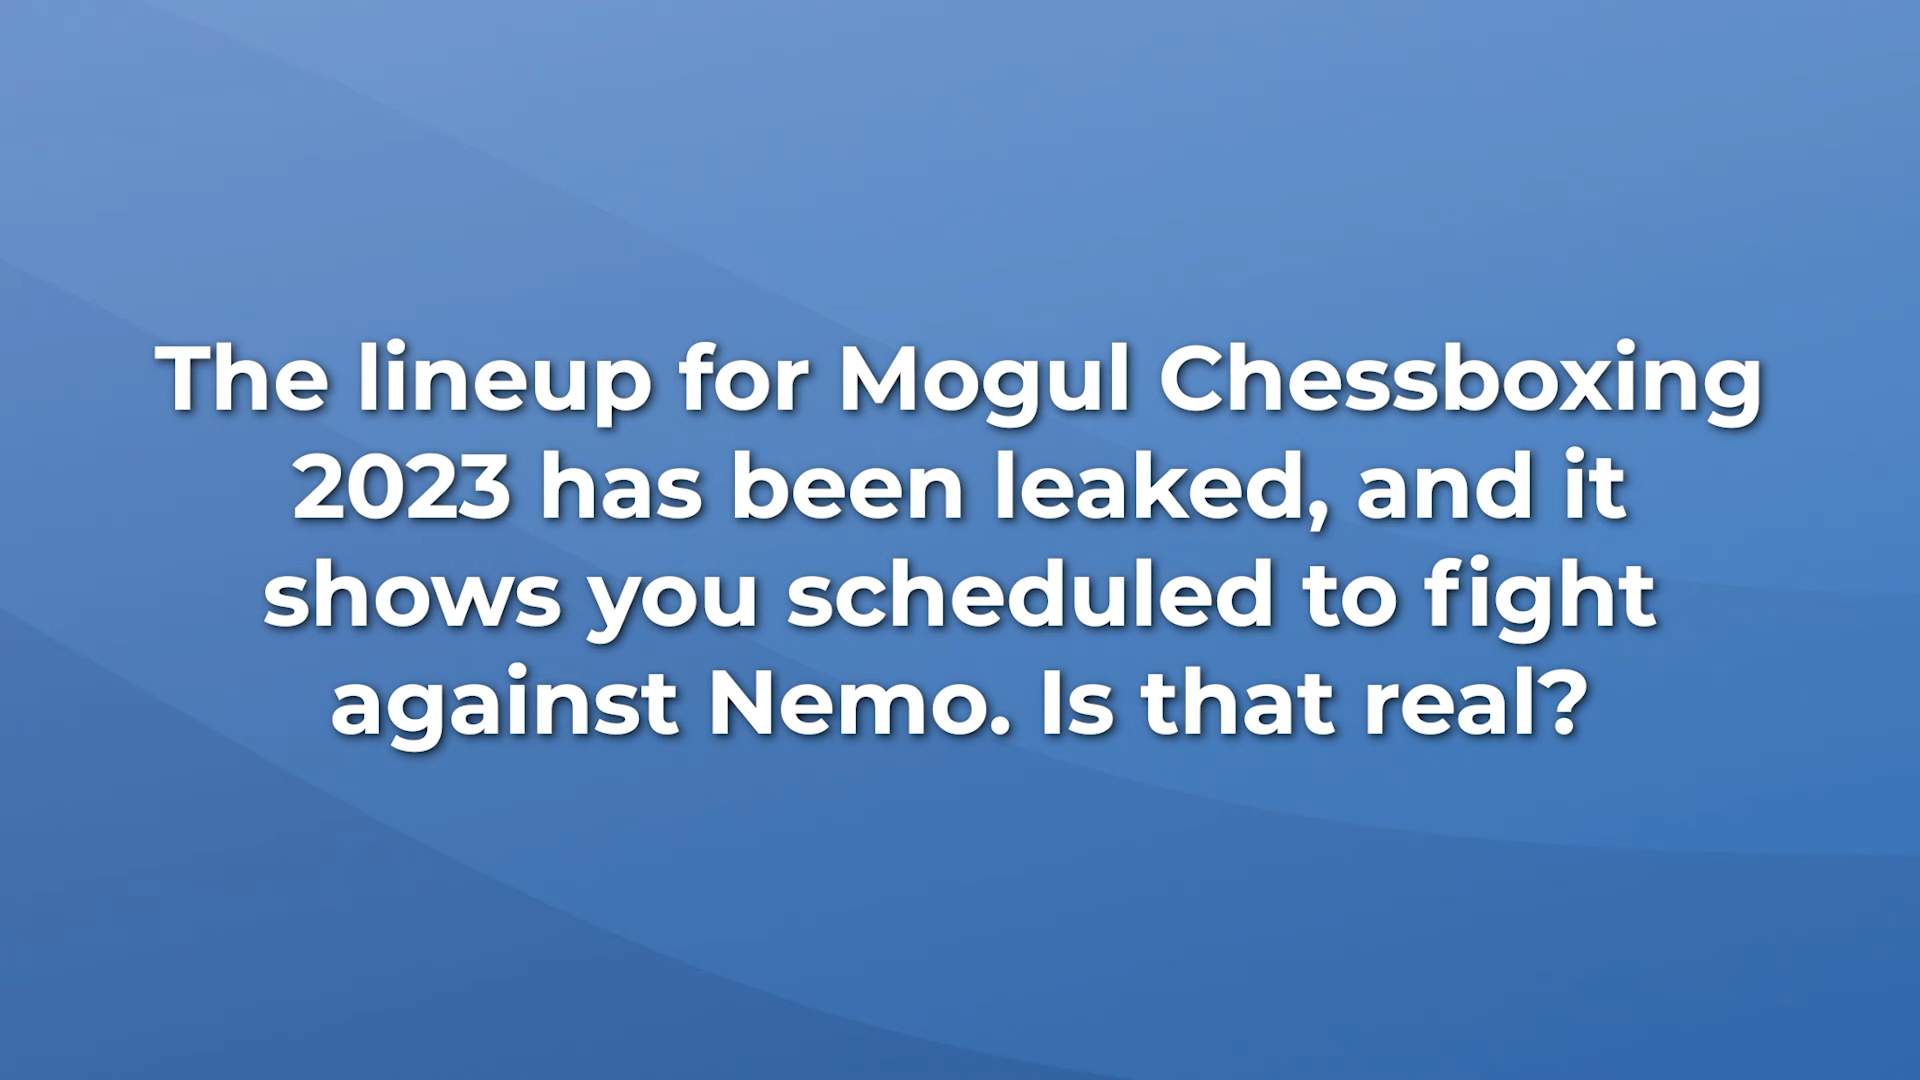 The lineup for Mogul Chessboxing
2023 has been leaked, and it
shows you scheduled to fight
against Nemo. Is that real?